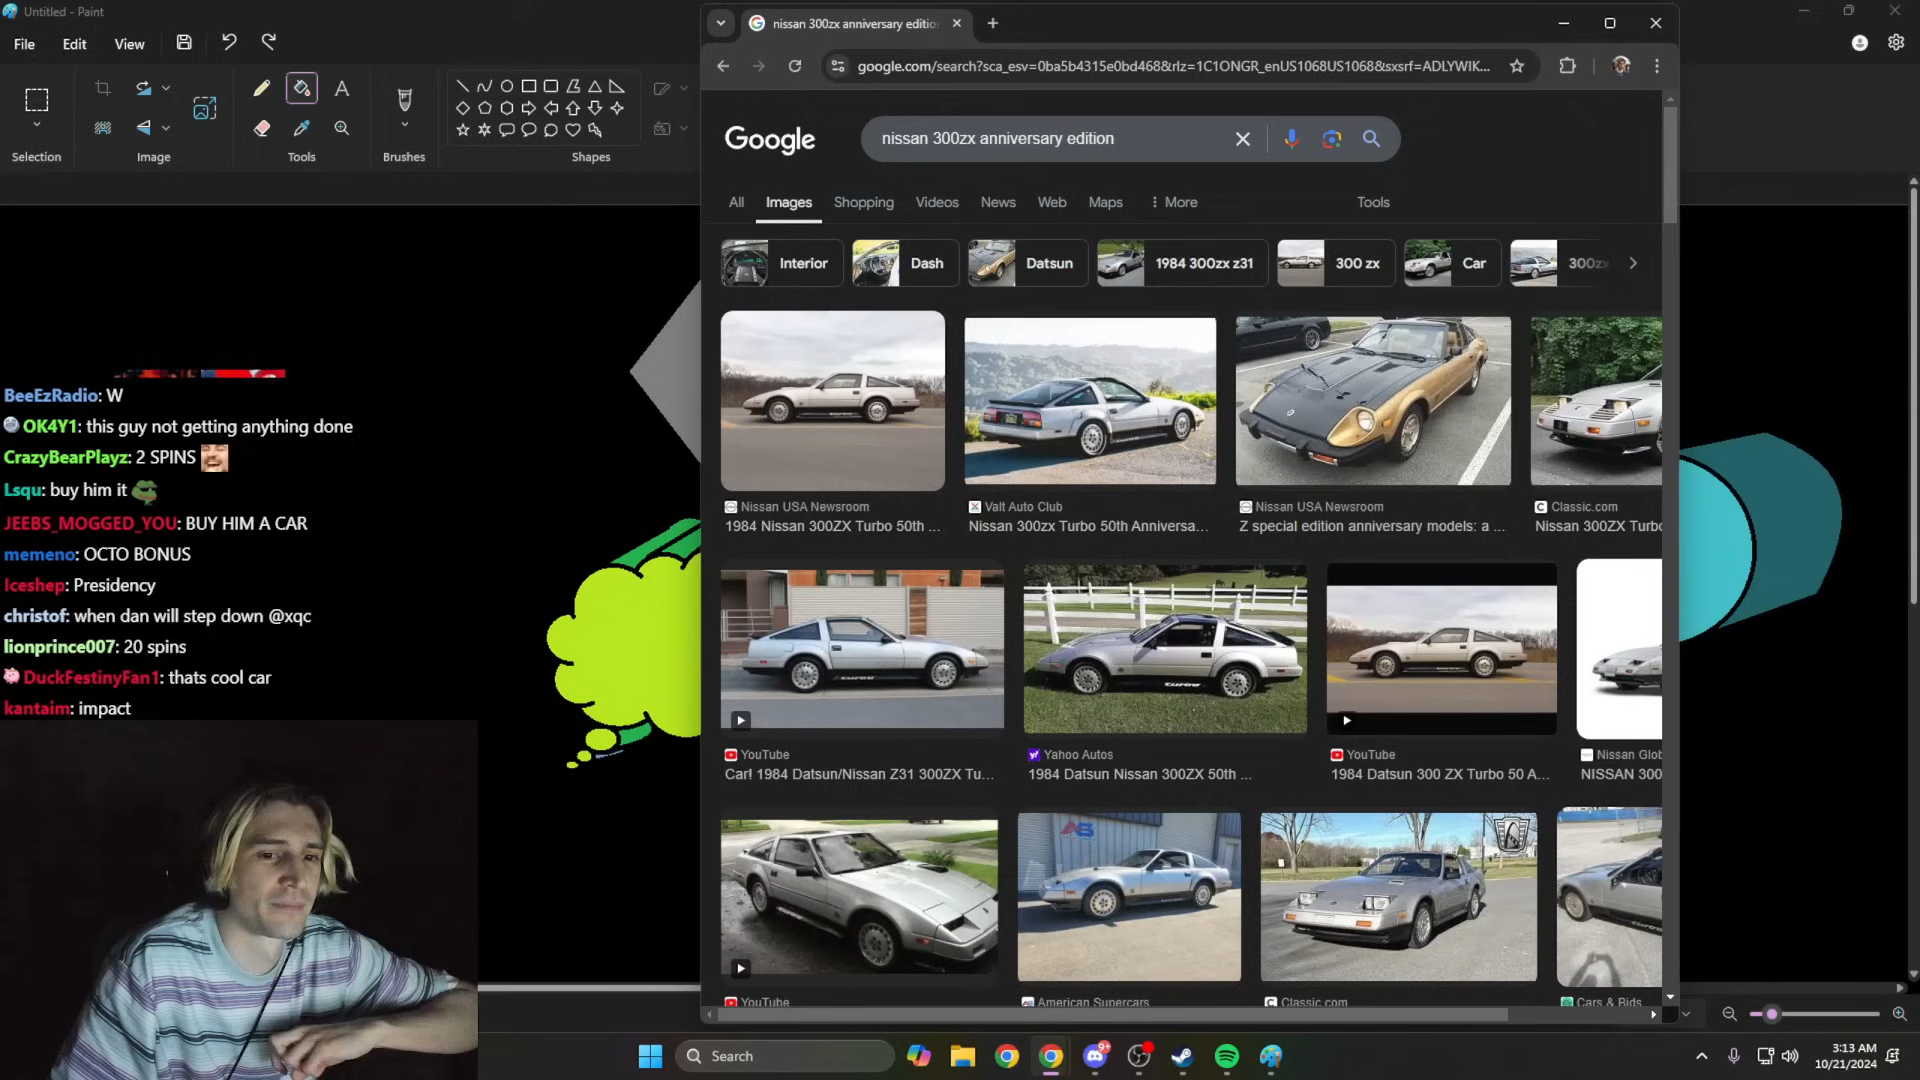 Untitled - Paint
File
Edit
View
Selection
Image
Tools
Brushes
Shapes
nissan 300zx anniversary editio
google.com/search?sca_esv=0ba5b4315e0bd468&rlz=1C1ONGR_enUS1068US1068&sxsrf=ADLYWIK...
Google
nissan 300zx anniversary edition
All
Images
Shopping
Videos
News
Web
Maps
More
Tools
Interior
Dash
Datsun
1984 300zx z31
300 zx
Car
300zx
Nissan USA Newsroom
1984 Nissan 300ZX Turbo 50th ...
Valt Auto Club
Nissan 300zx Turbo 50th Anniversa...
Nissan USA Newsroom
Z special edition anniversary models: a ...
Classic.com
Nissan 300ZX Turbo
YouTube
Car! 1984 Datsun/Nissan Z31 300ZX Tu...
Yahoo Autos
1984 Datsun Nissan 300ZX 50th ...
YouTube
1984 Datsun 300 ZX Turbo 50 A...
Nissan Glob
NISSAN 300
YouTube
American Supercars
Classic.com
Cars & Bids
BeeEzRadio: W
OK4Y1: this guy not getting anything done
CrazyBearPlayz: 2 SPINS
Lsqu: buy him it
JEEBS_MOGGED_YOU: BUY HIM A CAR
memeno: OCTO BONUS
Iceshep: Presidency
christof: when dan will step down @xqc
lionprince007: 20 spins
DuckFestinyFan1: thats cool car
kantaim: impact
Search
9+
3:13 AM
10/21/2024